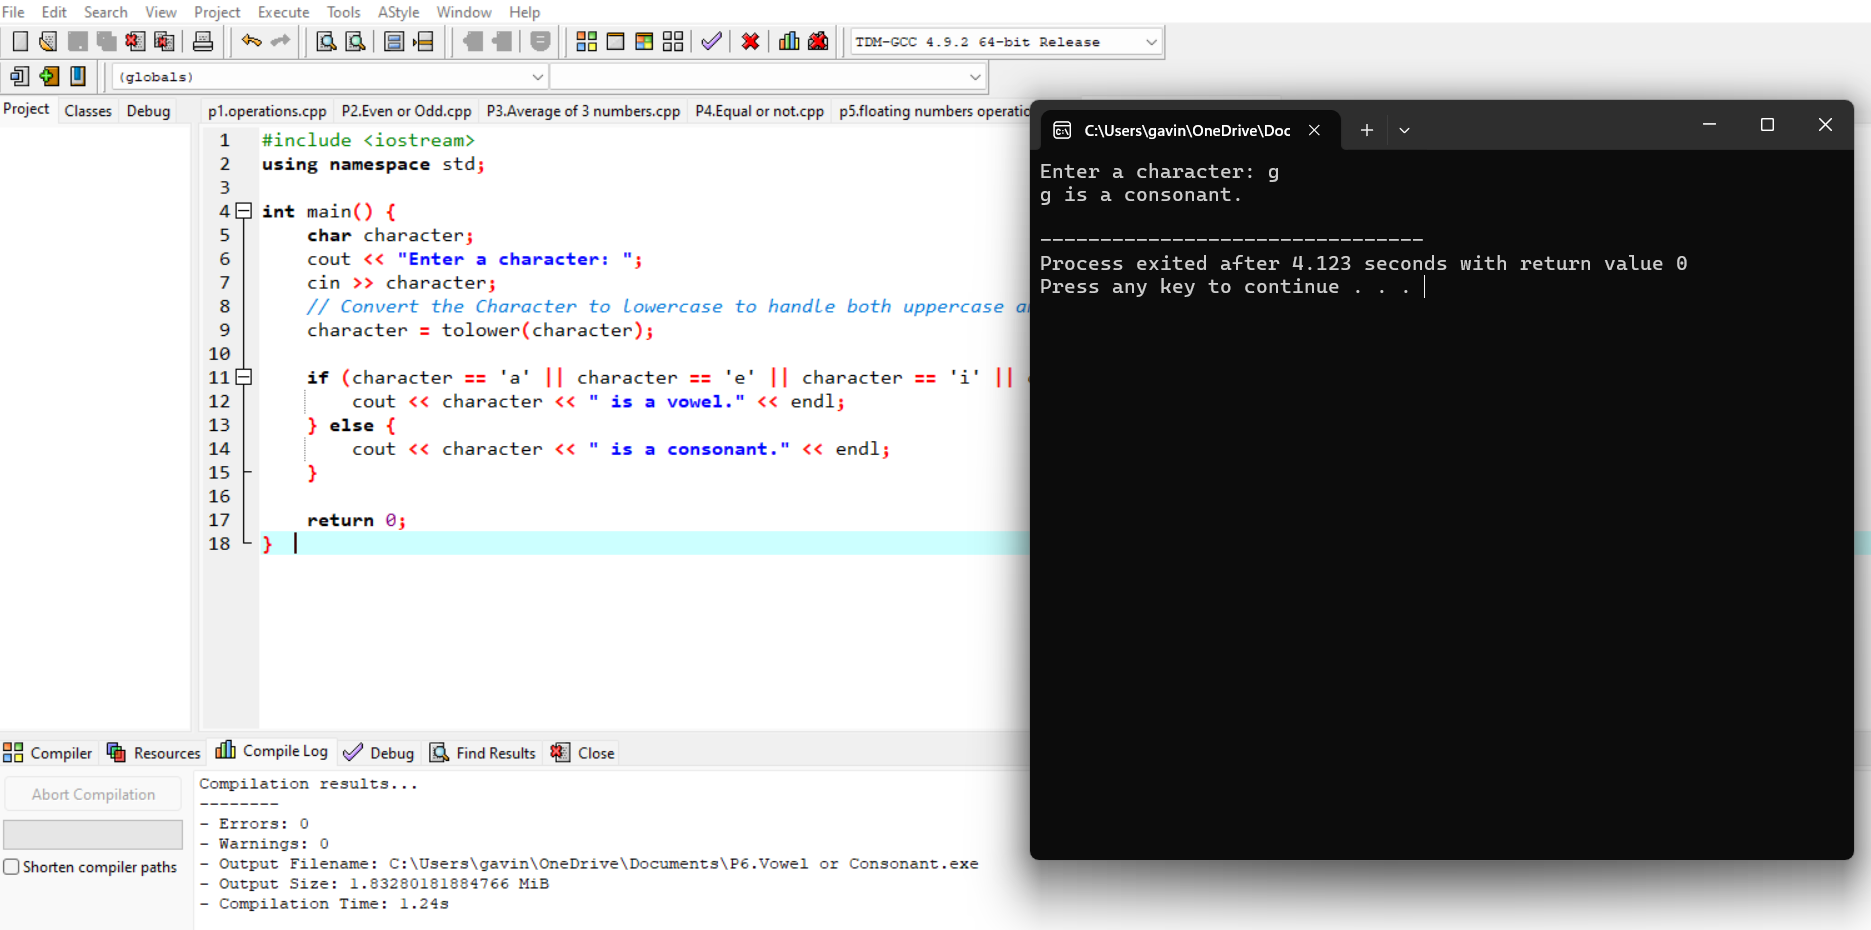 File Edit Search View Project Execute Tools AStyle Window Help
TDM-GCC 4.9.2 64-bit Release
(globals)
Project Classes Debug
p1.operations.cpp P2.Even or Odd.cpp P3.Average of 3 numbers.cpp P4.Equal or not.cpp p5.floating numbers
1 #include <iostream>
2 using namespace std;
3
4 int main() {
5 char character;
6 cout << "Enter a character: ";
7 cin >> character;
8 // Convert the Character to lowercase to handle both uppercase
9 character = tolower(character);
10
11 if (character == 'a' || character == 'e' || character == 'i' ||
12 cout << character << " is a vowel." << endl;
13 } else {
14 cout << character << " is a consonant." << endl;
15 }
16
17 return 0;
18 }
C:\Users\gavin\OneDrive\Doc
Enter a character: g
g is a consonant.
--------------------------------
Process exited after 4.123 seconds with return value 0
Press any key to continue . . .
Compiler Resources Compile Log Debug Find Results Close
Abort Compilation
Shorten compiler paths
Compilation results...
--------
- Errors: 0
- Warnings: 0
- Output Filename: C:\Users\gavin\OneDrive\Documents\P6.Vowel or Consonant.exe
- Output Size: 1.83280181884766 MiB
- Compilation Time: 1.24s